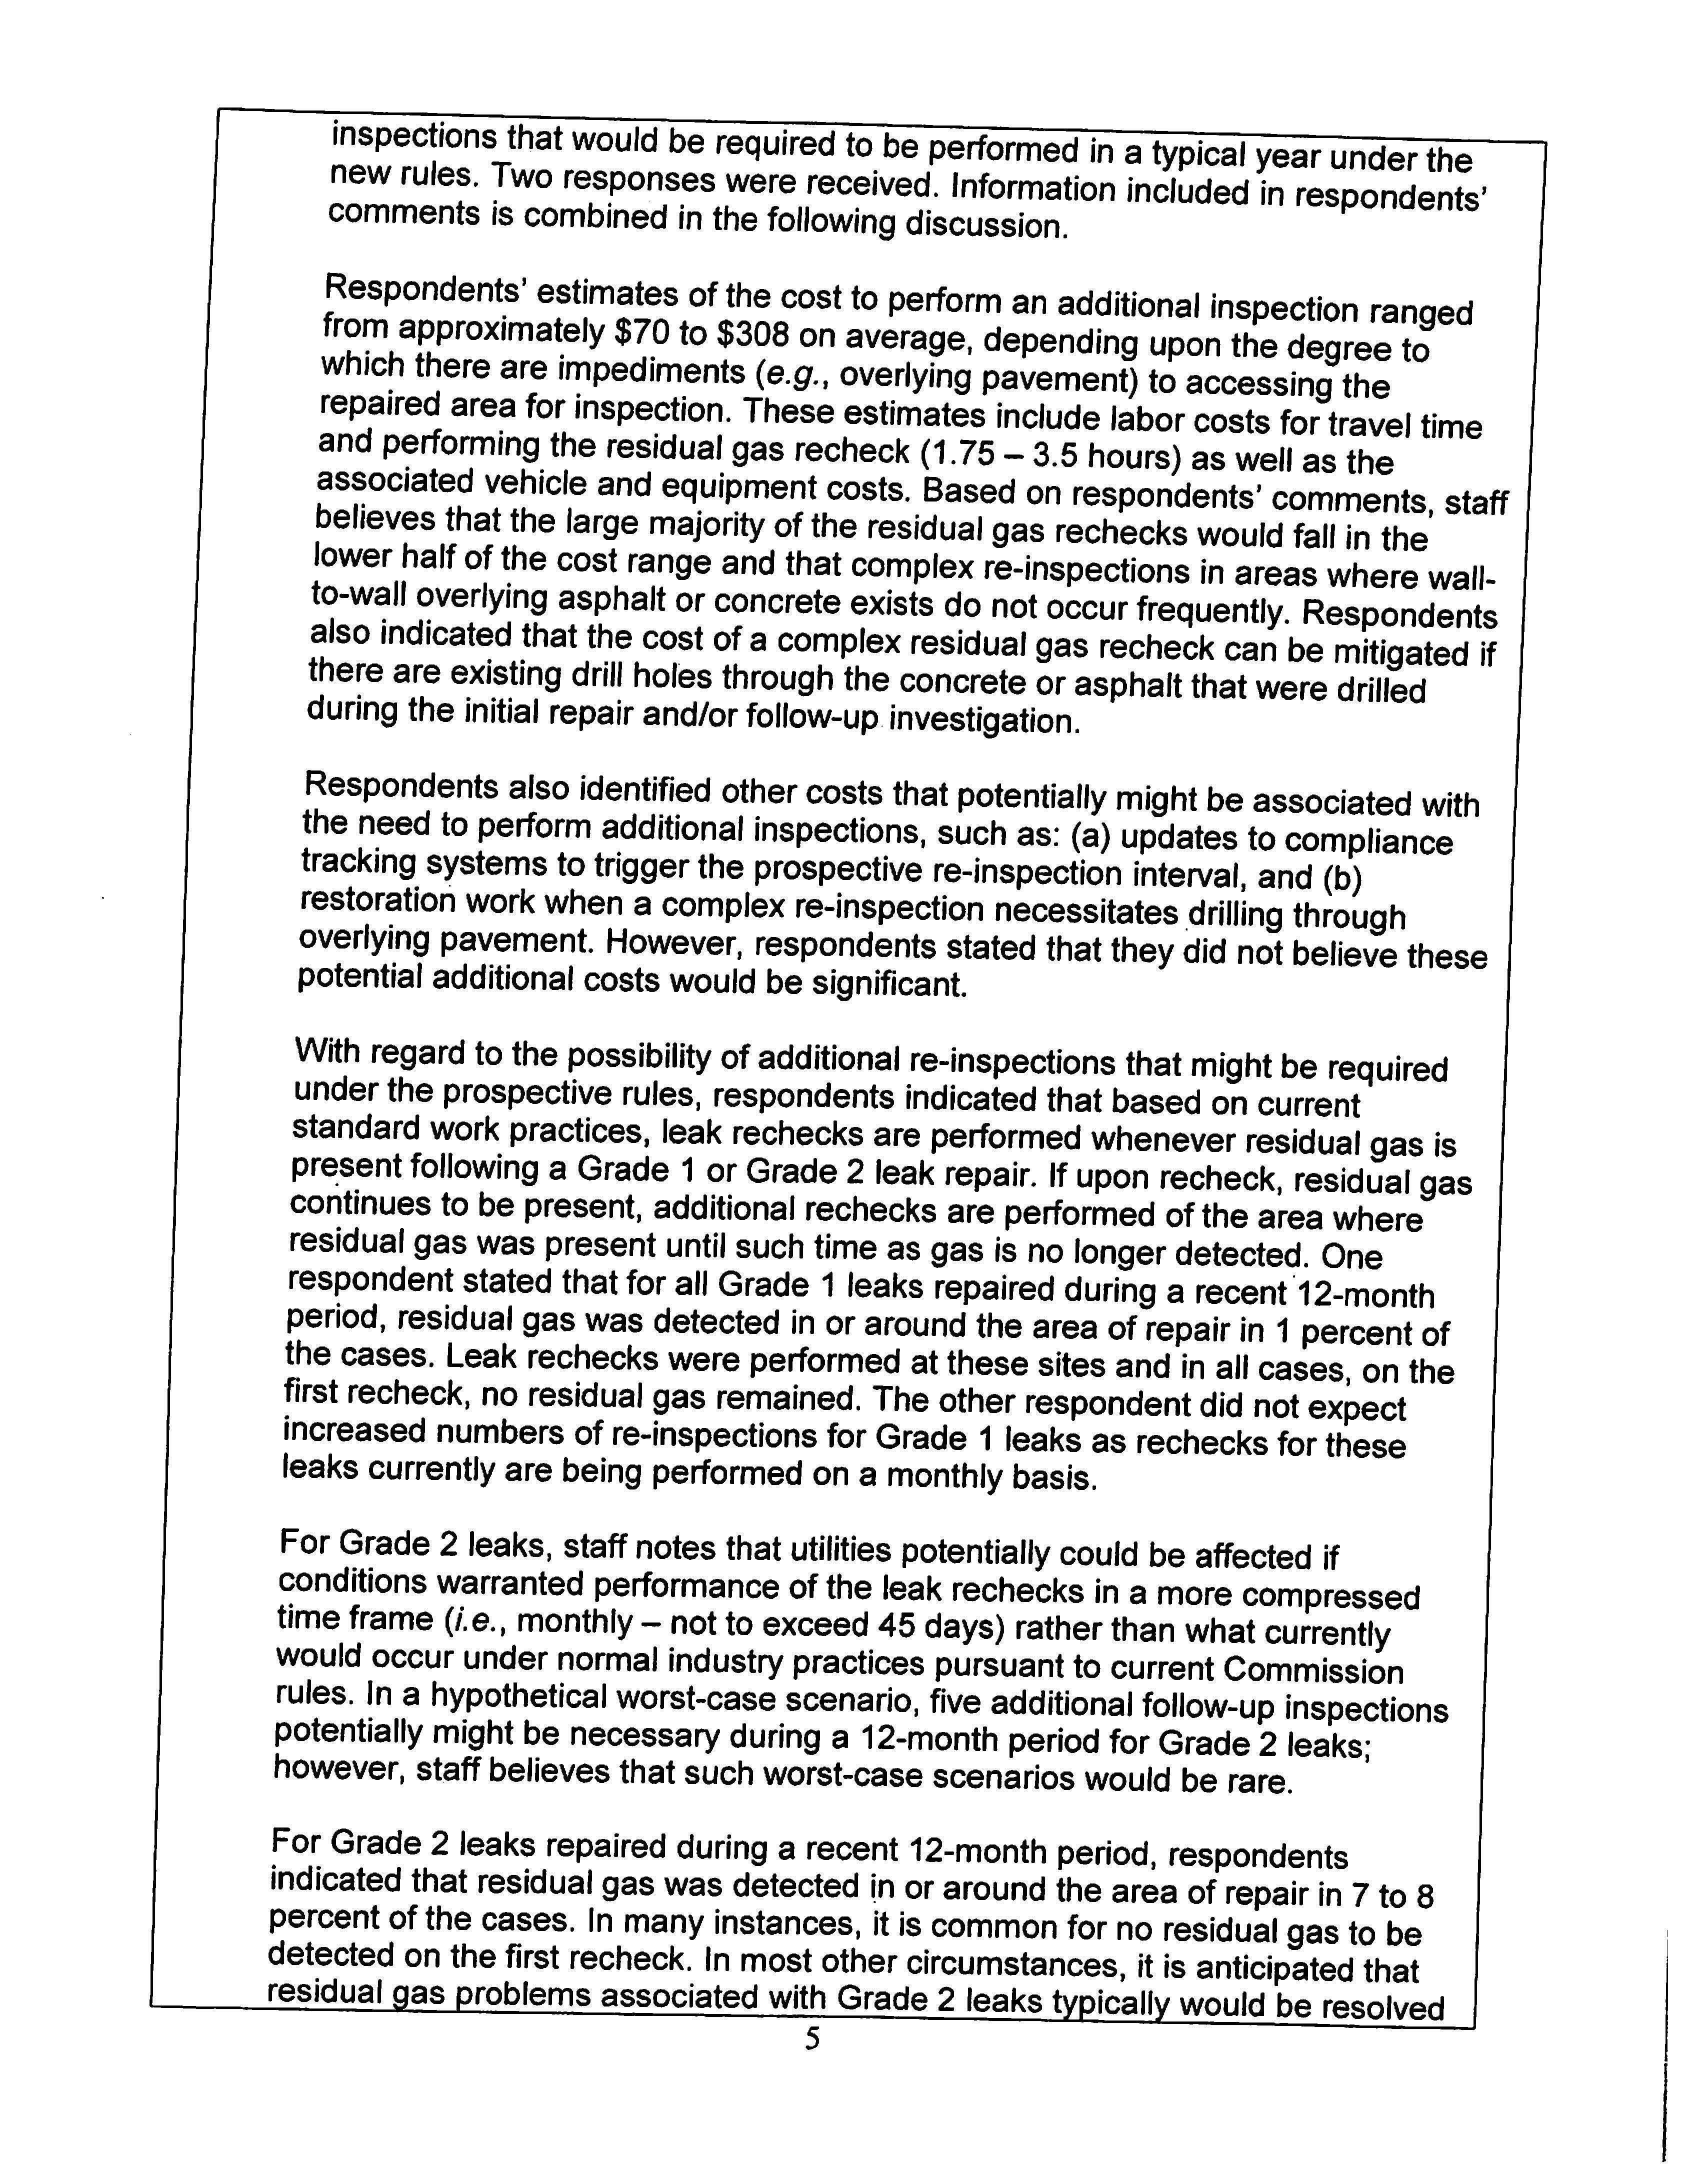 inspections that would be required to be performed in a typical year under the
new rules. Two responses were received. Information included in respondents'
comments is combined in the following discussion.
Respondents' estimates of the cost to perform an additional inspection ranged
from approximately $70 to $308 on average, depending upon the degree to
which there are impediments (e.g., overlying pavement) to accessing the
repaired area for inspection. These estimates include labor costs for travel time
and performing the residual gas recheck (1.75 – 3.5 hours) as well as the
associated vehicle and equipment costs. Based on respondents' comments, staff
believes that the large majority of the residual gas rechecks would fall in the
lower half of the cost range and that complex re-inspections in areas where wall-
to-wall overlying asphalt or concrete exists do not occur frequently. Respondents
also indicated that the cost of a complex residual gas recheck can be mitigated if
there are existing drill holes through the concrete or asphalt that were drilled
during the initial repair and/or follow-up investigation.
Respondents also identified other costs that potentially might be associated with
the need to perform additional inspections, such as: (a) updates to compliance
tracking systems to trigger the prospective re-inspection interval, and (b)
restoration work when a complex re-inspection necessitates drilling through
overlying pavement. However, respondents stated that they did not believe these
potential additional costs would be significant.
With regard to the possibility of additional re-inspections that might be required
under the prospective rules, respondents indicated that based on current
standard work practices, leak rechecks are performed whenever residual gas is
present following a Grade 1 or Grade 2 leak repair. If upon recheck, residual gas
continues to be present, additional rechecks are performed of the area where
residual gas was present until such time as gas is no longer detected. One
respondent stated that for all Grade 1 leaks repaired during a recent 12-month
period, residual gas was detected in or around the area of repair in 1 percent of
the cases. Leak rechecks were performed at these sites and in all cases, on the
first recheck, no residual gas remained. The other respondent did not expect
increased numbers of re-inspections for Grade 1 leaks as rechecks for these
leaks currently are being performed on a monthly basis.
For Grade 2 leaks, staff notes that utilities potentially could be affected if
conditions warranted performance of the leak rechecks in a more compressed
time frame (i.e., monthly – not to exceed 45 days) rather than what currently
would occur under normal industry practices pursuant to current Commission
rules. In a hypothetical worst-case scenario, five additional follow-up inspections
potentially might be necessary during a 12-month period for Grade 2 leaks;
however, staff believes that such worst-case scenarios would be rare.
For Grade 2 leaks repaired during a recent 12-month period, respondents
indicated that residual gas was detected in or around the area of repair in 7 to 8
percent of the cases. In many instances, it is common for no residual gas to be
detected on the first recheck. In most other circumstances, it is anticipated that
residual gas problems associated with Grade 2 leaks typically would be resolved
5